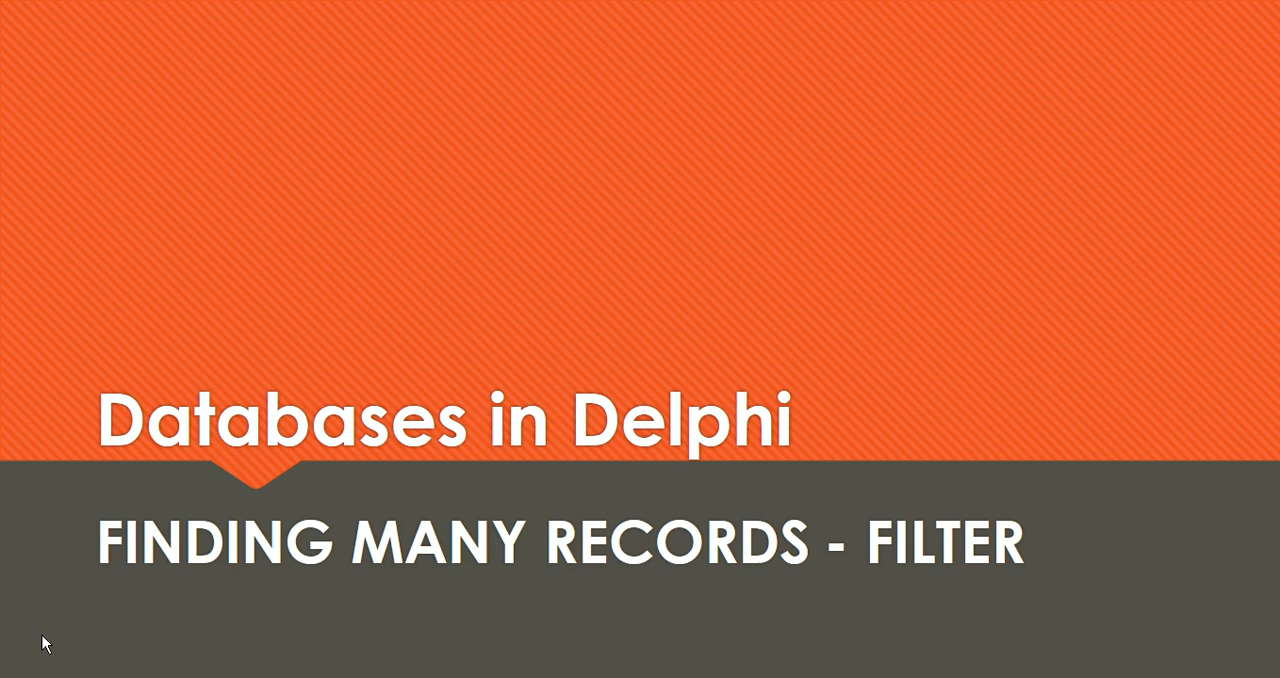 Databases in Delphi
FINDING MANY RECORDS - FILTER